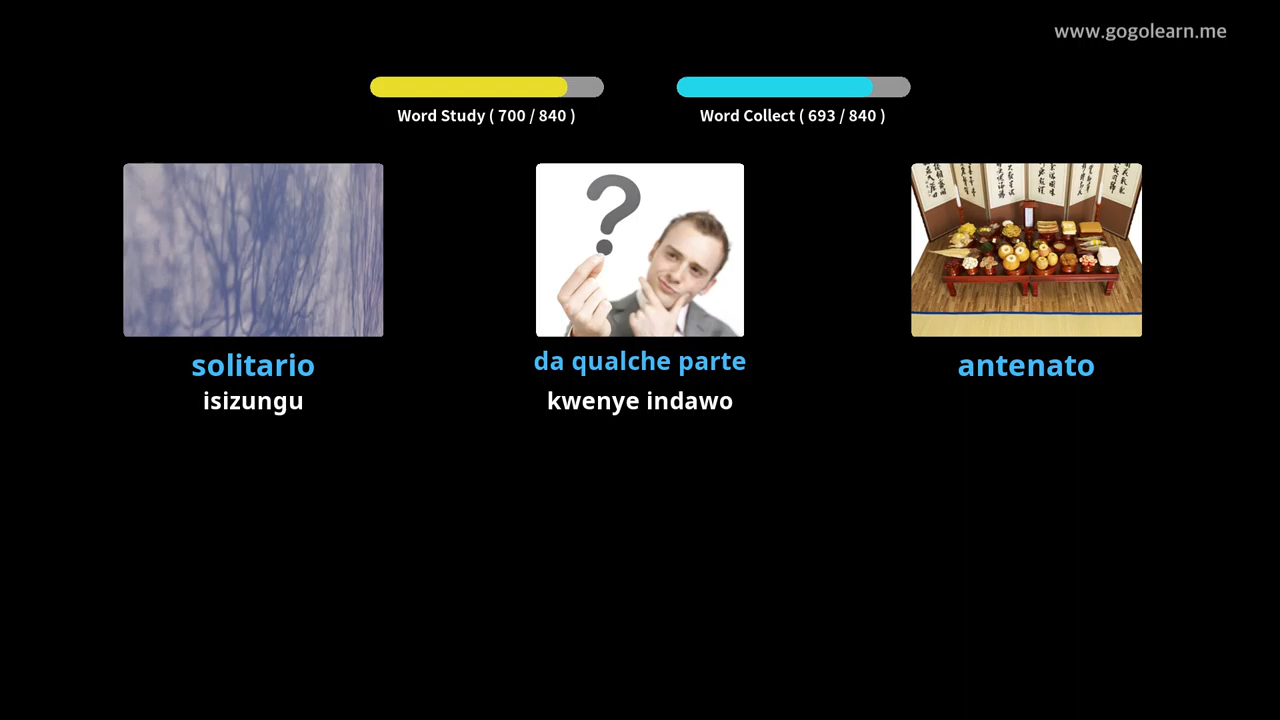 www.gogolearn.me
Word Study ( 700 / 840 )
Word Collect ( 693 / 840 )
solitario
isizungu
da qualche parte
kwenye indawo
antenato